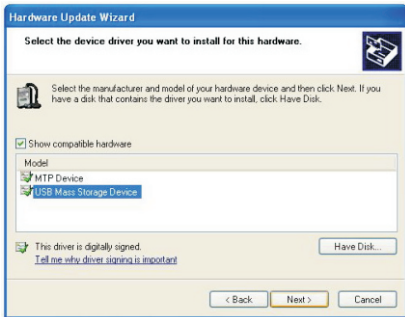 Hardware Update Wizard
Select the device driver you want to install for this hardware.
Select the manufacturer and model of your hardware device and then click Next. If you
have a disk that contains the driver you want to install, click Have Disk.
Show compatible hardware
Model
MTP Device
USB Mass Storage Device
This driver is digitally signed.
Have Disk...
Tell me why driver signing is important
< Back
Next >
Cancel